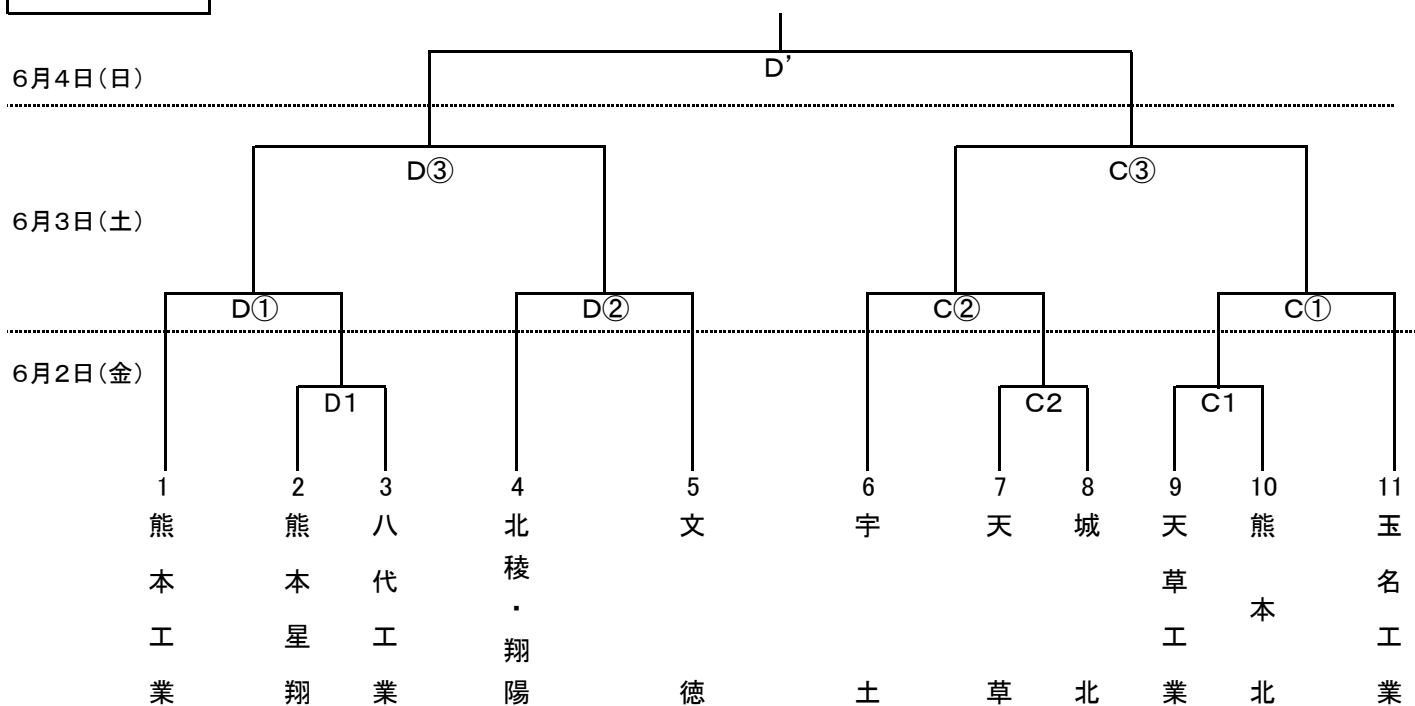 D’
6月4日(日)
D③ C③
6月3日(土)
D① D② C② C①
6月2日(金)
D1 C2 C1
1 2 3 4 5 6 7 8 9 10 11
熊本工業
熊本星翔
八代工業
北稜・翔陽
文徳
宇土
天草
城北
天草工業
熊本北
玉名工業